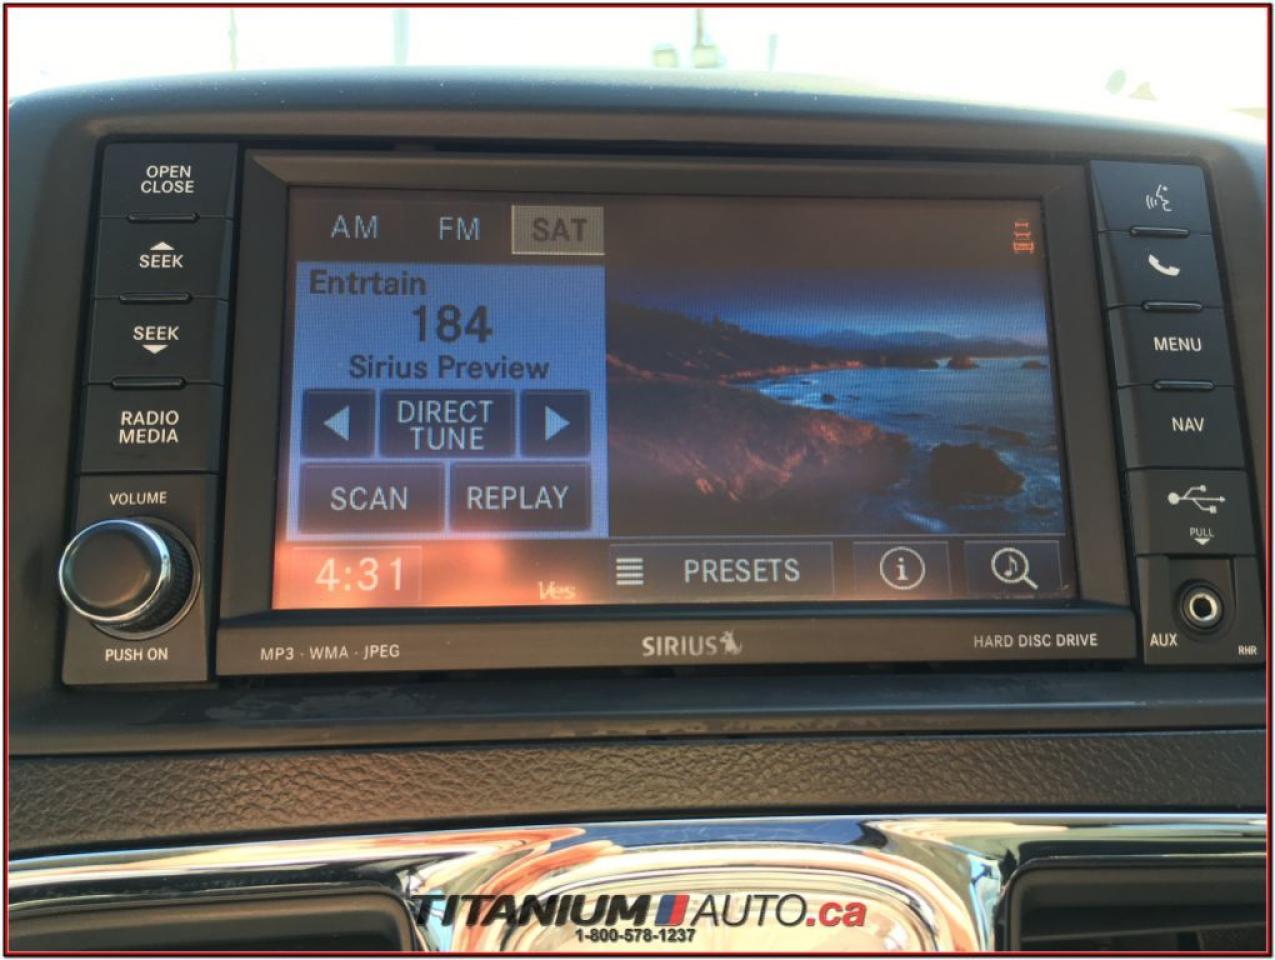 OPEN
CLOSE
SEEK
SEEK
RADIO
MEDIA
VOLUME
PUSH ON
AM FM SAT
Entrtain
184
Sirius Preview
DIRECT
TUNE
SCAN REPLAY
4:31
Ves
PRESETS
MP3 · WMA · JPEG
SIRIUS
HARD DISC DRIVE
MENU
NAV
PULL
AUX
RHR
TITANIUM AUTO.ca
1-800-578-1237